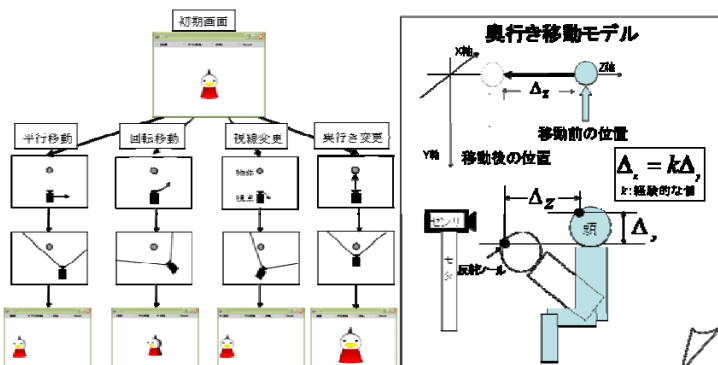 初期画面
平行移動
回転移動
視線変更
奥行き変更
物体
視点
奥行き移動モデル
X軸
Z軸
Δz
移動前の位置
Y軸
移動後の位置
Δz = kΔy
k:経験的な値
ΔZ
センサ
頭
Δy
反射シール